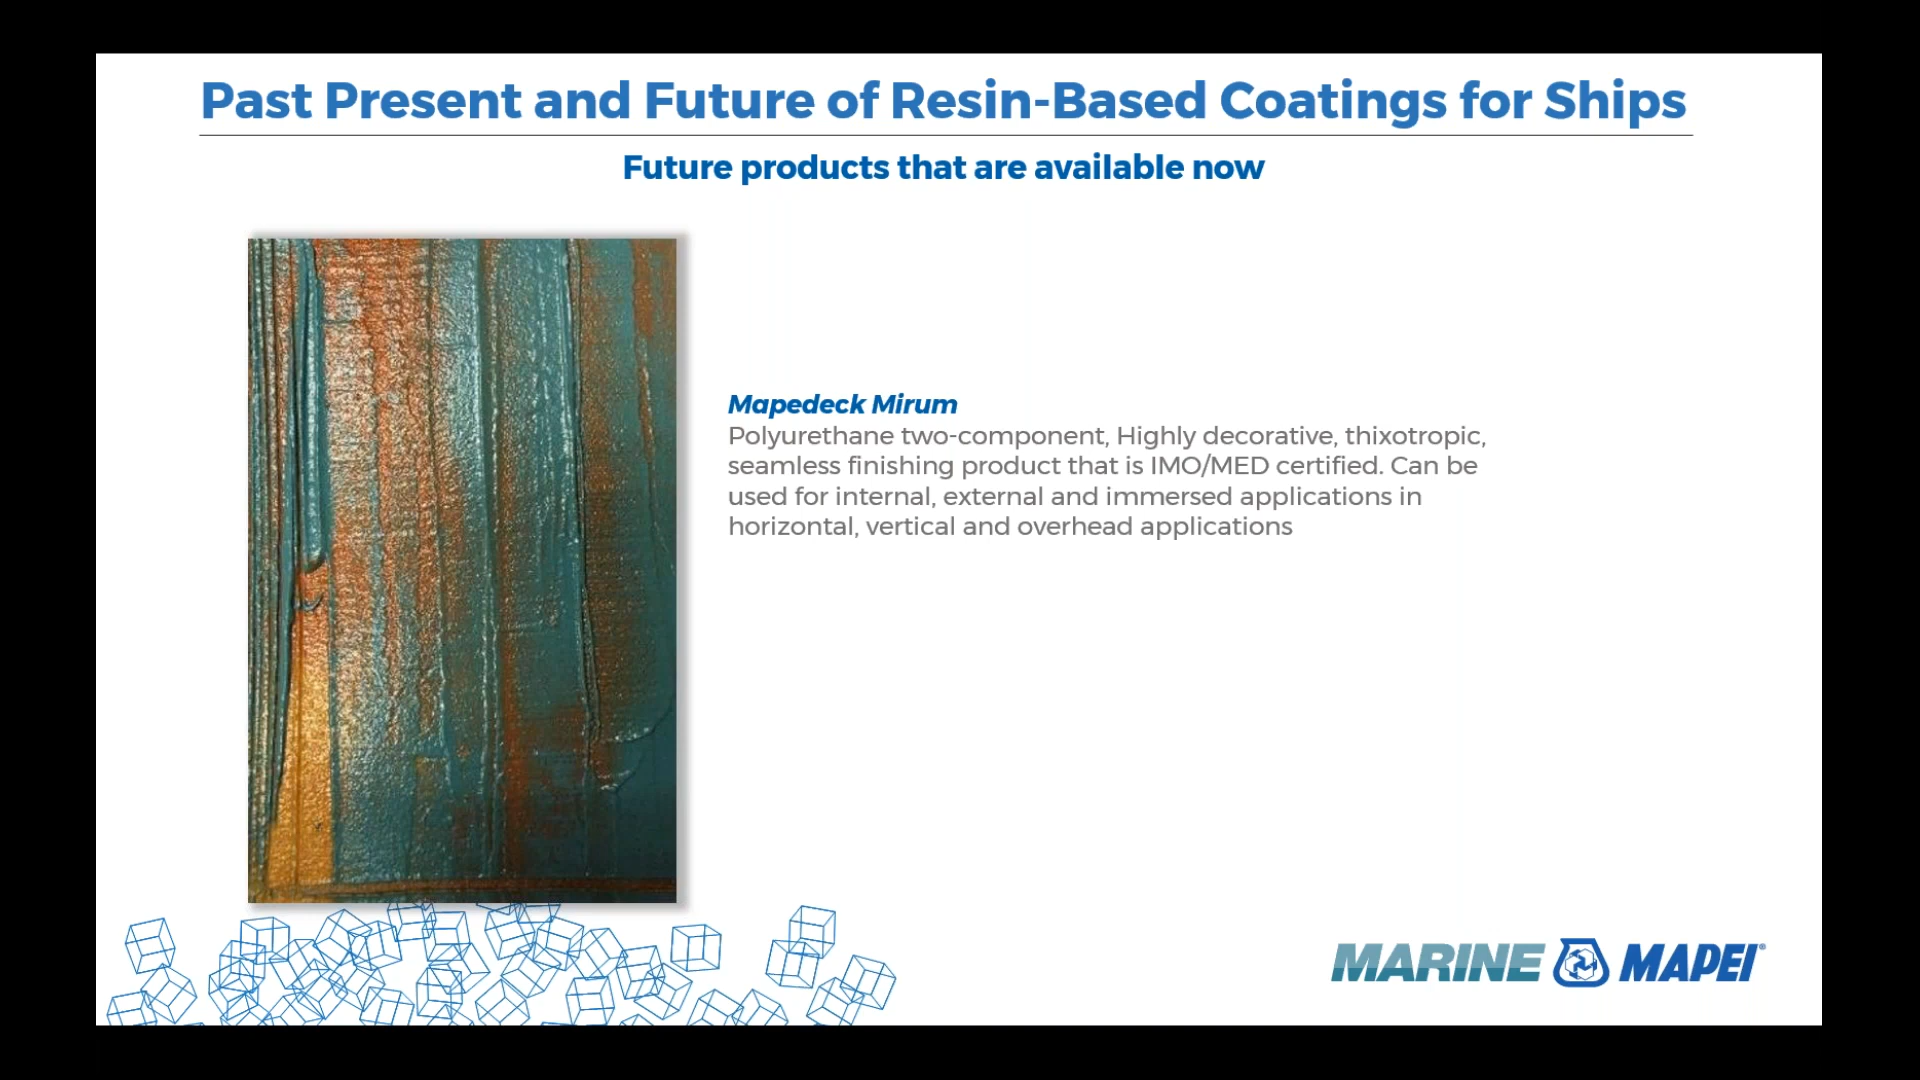 Past Present and Future of Resin-Based Coatings for Ships
Future products that are available now
Mapedeck Mirum
Polyurethane two-component, Highly decorative, thixotropic,
seamless finishing product that is IMO/MED certified. Can be
used for internal, external and immersed applications in
horizontal, vertical and overhead applications
MARINE MAPEI®